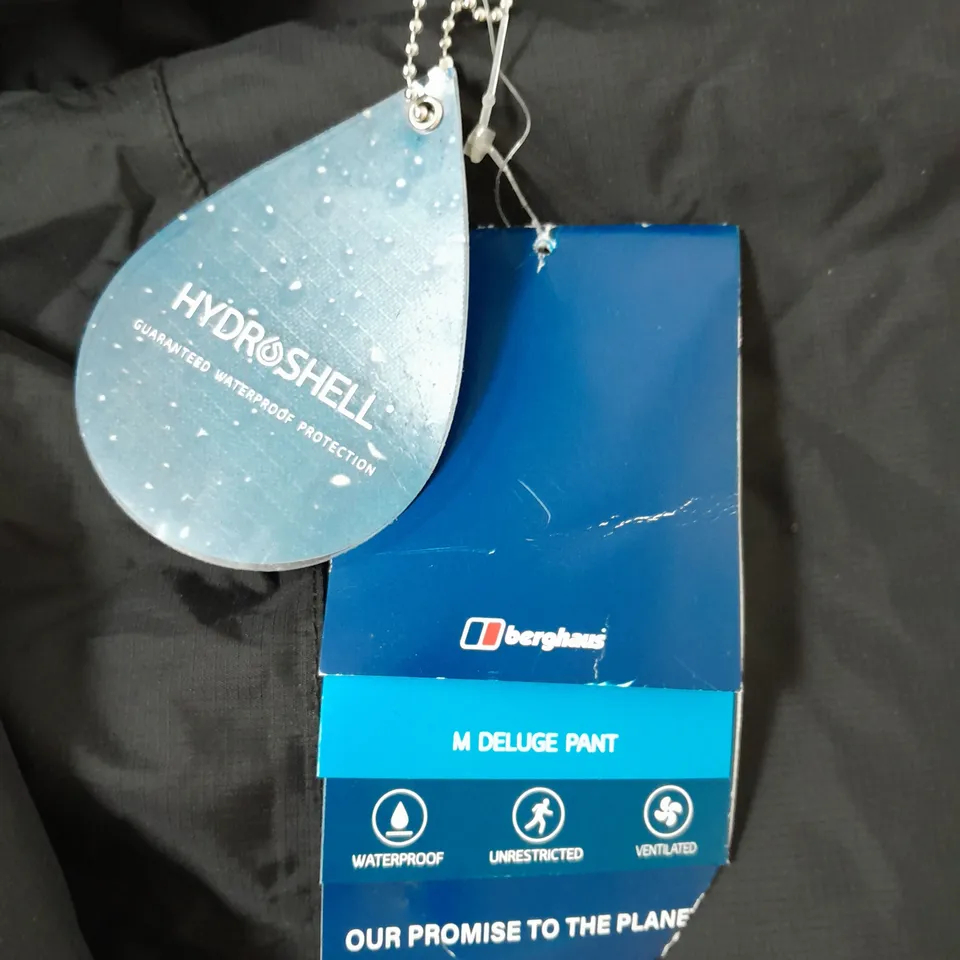 HYDROSHELL
GUARANTEED WATERPROOF PROTECTION
berghaus
M DELUGE PANT
WATERPROOF
UNRESTRICTED
VENTILATED
OUR PROMISE TO THE PLANE